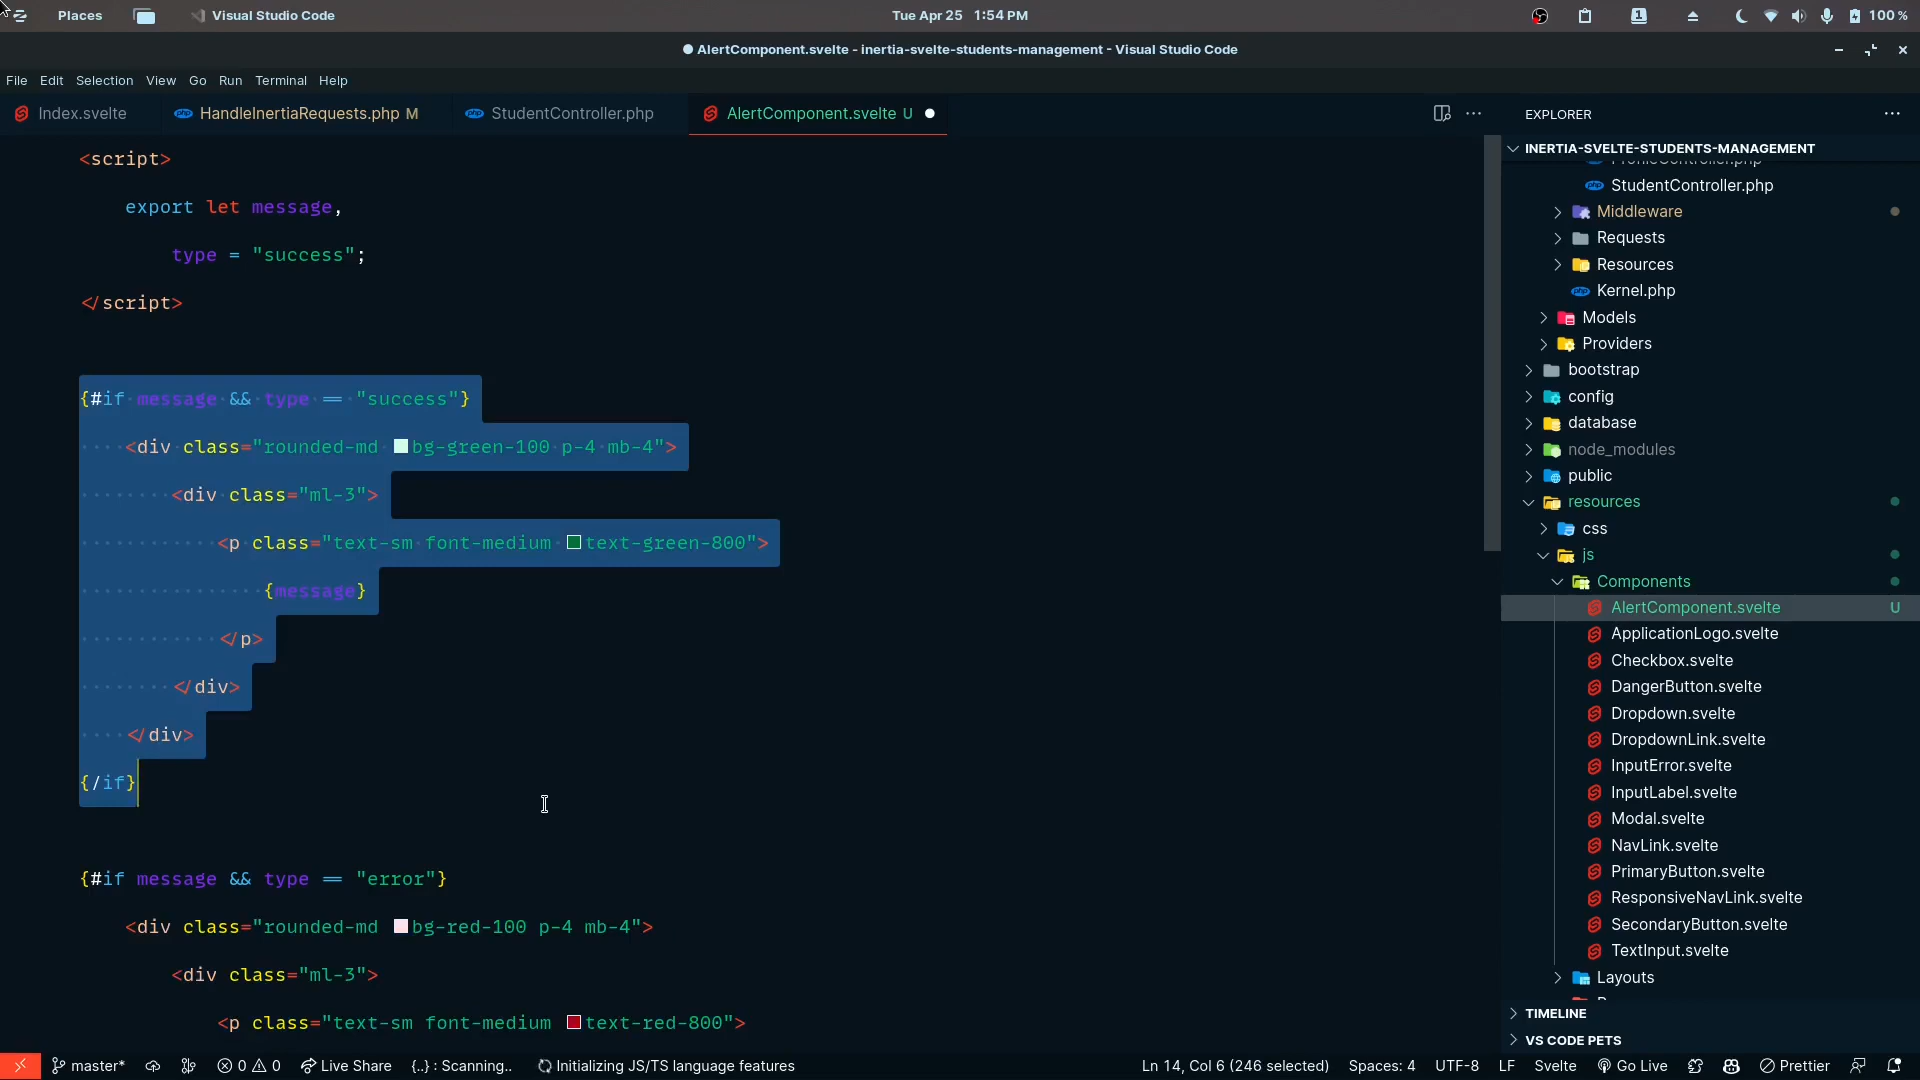 Places
Visual Studio Code
Tue Apr 25 1:54 PM
1
100 %
AlertComponent.svelte - inertia-svelte-students-management - Visual Studio Code
File Edit Selection View Go Run Terminal Help
Index.svelte
HandleInertiaRequests.php M
StudentController.php
AlertComponent.svelte U
<script>
export let message,
type = "success";
</script>
{#if message && type == "success"}
<div class="rounded-md bg-green-100 p-4 mb-4">
<div class="ml-3">
<p class="text-sm font-medium text-green-800">
{message}
</p>
</div>
</div>
{/if}
{#if message && type == "error"}
<div class="rounded-md bg-red-100 p-4 mb-4">
<div class="ml-3">
<p class="text-sm font-medium text-red-800">
EXPLORER
INERTIA-SVELTE-STUDENTS-MANAGEMENT
ProfileController.php
StudentController.php
Middleware
Requests
Resources
Kernel.php
Models
Providers
bootstrap
config
database
node_modules
public
resources
css
js
Components
AlertComponent.svelte U
ApplicationLogo.svelte
Checkbox.svelte
DangerButton.svelte
Dropdown.svelte
DropdownLink.svelte
InputError.svelte
InputLabel.svelte
Modal.svelte
NavLink.svelte
PrimaryButton.svelte
ResponsiveNavLink.svelte
SecondaryButton.svelte
TextInput.svelte
Layouts
TIMELINE
VS CODE PETS
master* 0 0 Live Share {..} : Scanning.. Initializing JS/TS language features
Ln 14, Col 6 (246 selected) Spaces: 4 UTF-8 LF Svelte Go Live Prettier